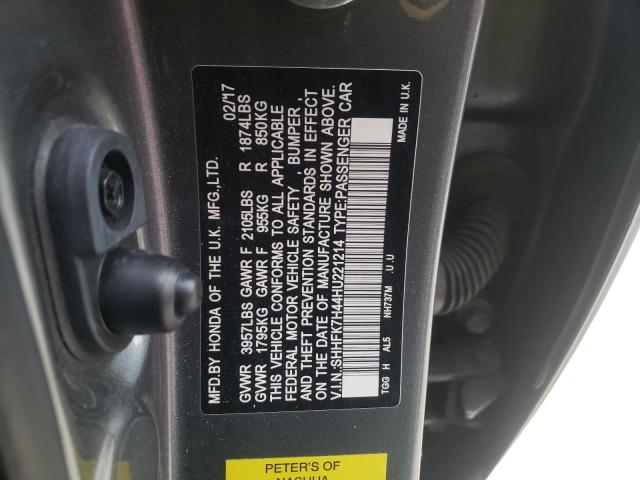 MFD.BY HONDA OF THE U.K. MFG.,LTD. 02/17
GVWR 3957LBS GAWR F 2105LBS R 1874LBS
GVWR 1795KG GAWR F 955KG R 850KG
THIS VEHICLE CONFORMS TO ALL APPLICABLE
FEDERAL MOTOR VEHICLE SAFETY , BUMPER ,
AND THEFT PREVENTION STANDARDS IN EFFECT
ON THE DATE OF MANUFACTURE SHOWN ABOVE.
V.I.N.:SHHFK7H44HU221214 TYPE:PASSENGER CAR
TGG H AL5 NH737M .U.U MADE IN U.K.
PETER'S OF
NASHUA